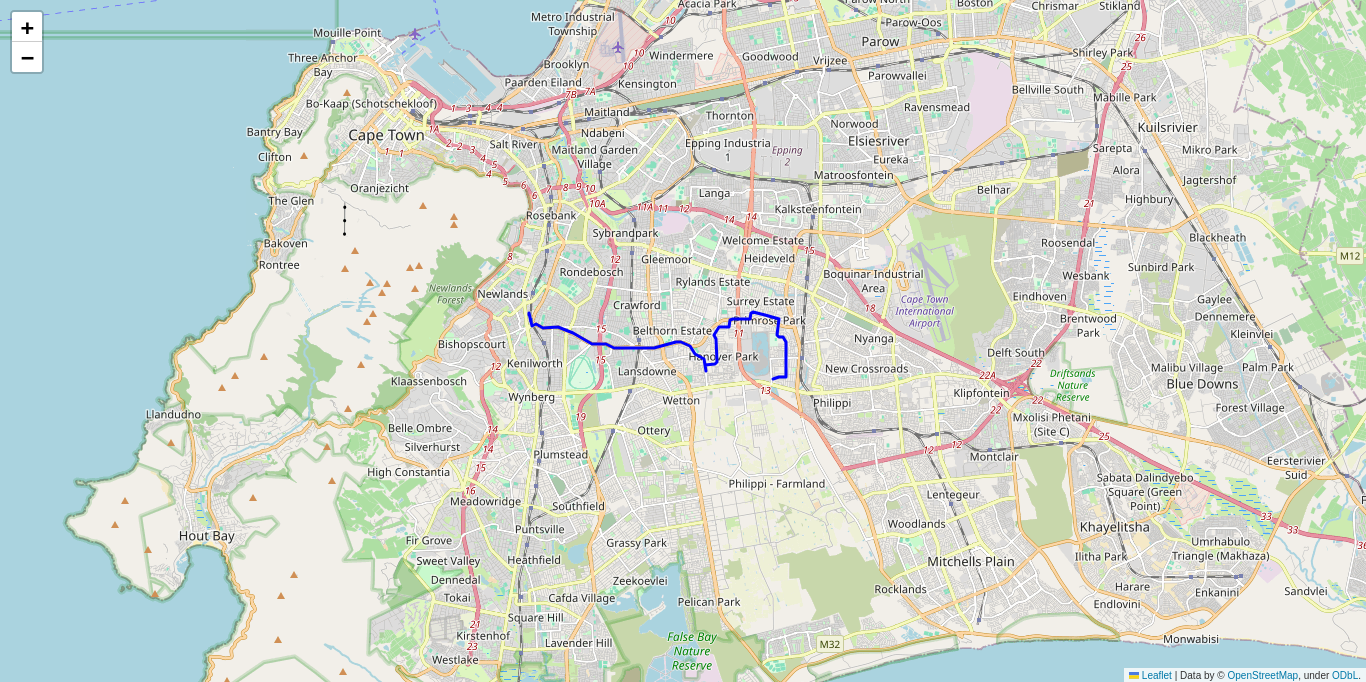 +
−
Metro Industrial
Township
Acacia Park
Parow North
Boston
Chrismar
Stikland
Mouille Point
Parow-Oos
Parow
Three Anchor
Bay
Windermere
Goodwood
Vrijzee
Shirley Park
Brooklyn
Paarden Eiland
Kensington
Parowvallei
Bellville South
Mabille Park
Bo-Kaap (Schotschekloof)
Maitland
Thornton
Ravensmead
Norwood
Kuilsrivier
Bantry Bay
Cape Town
Ndabeni
Salt River
Maitland Garden
Village
Epping Industria
1
Epping
2
Elsiesriver
Eureka
Sarepta
Mikro Park
Clifton
Matroosfontein
Alora
Jagtershof
Oranjezicht
Langa
Belhar
Highbury
The Glen
Rosebank
Kalksteenfontein
Sybrandpark
Welcome Estate
Roosendal
Blackheath
Bakoven
Gleemoor
Heideveld
M12
Rontree
Rondebosch
Rylands Estate
Boquinar Industrial
Area
Wesbank
Sunbird Park
Newlands
Forest
Newlands
Crawford
Surrey Estate
Cape Town
International
Airport
Eindhoven
Gaylee
Dennemere
Primrose Park
Brentwood
Park
Belthorn Estate
Nyanga
Kleinvlei
Bishopscourt
Hanover Park
Delft South
Kenilworth
Lansdowne
New Crossroads
Malibu Village
Palm Park
Klaassenbosch
Driftsands
Nature
Reserve
Blue Downs
Wynberg
Wetton
Philippi
Klipfontein
Forest Village
Llandudno
Mxolisi Phetani
(Site C)
Belle Ombre
Ottery
Silverhurst
Plumstead
Montclair
Eersterivier
Suid
High Constantia
Philippi - Farmland
Sabata Dalindyebo
Square (Green
Point)
Meadowridge
Southfield
Lentegeur
Hout Bay
Puntsville
Woodlands
Khayelitsha
Fir Grove
Grassy Park
Umrhabulo
Triangle (Makhaza)
Sweet Valley
Heathfield
Mitchells Plain
Ilitha Park
Dennedal
Zeekoevlei
Harare
Tokai
Cafda Village
Pelican Park
Rocklands
Endlovini
Enkanini
Sandvlei
Square Hill
Kirstenhof
Lavender Hill
False Bay
Nature
Reserve
M32
Monwabisi
Westlake
Leaflet | Data by © OpenStreetMap, under ODbL.